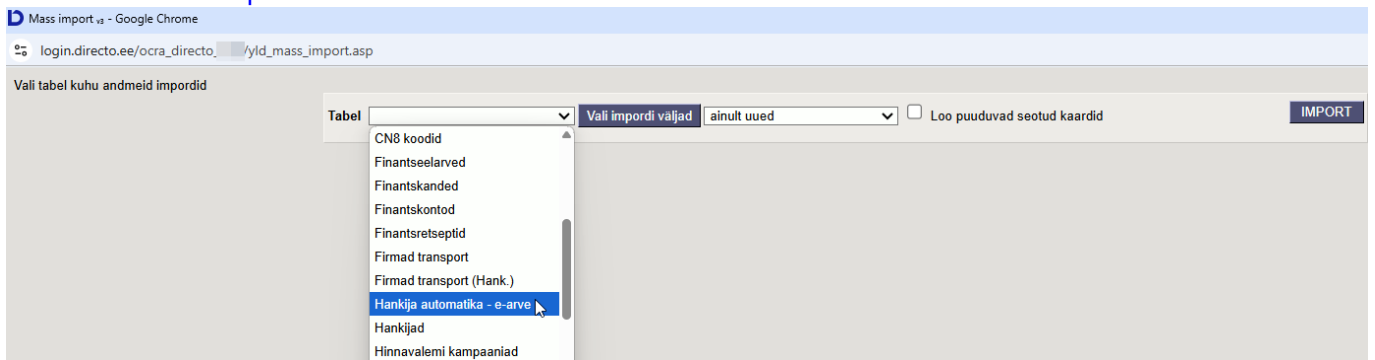 Mass import v3 - Google Chrome
login.directo.ee/ocra_directo_ /yld_mass_import.asp
Vali tabel kuhu andmeid impordid
Tabel Vali impordi väljad ainult uued Loo puuduvad seotud kaardid IMPORT
CN8 koodid
Finantseelarved
Finantskanded
Finantskontod
Finantsretseptid
Firmad transport
Firmad transport (Hank.)
Hankija automatika - e-arve
Hankijad
Hinnavalemi kampaaniad